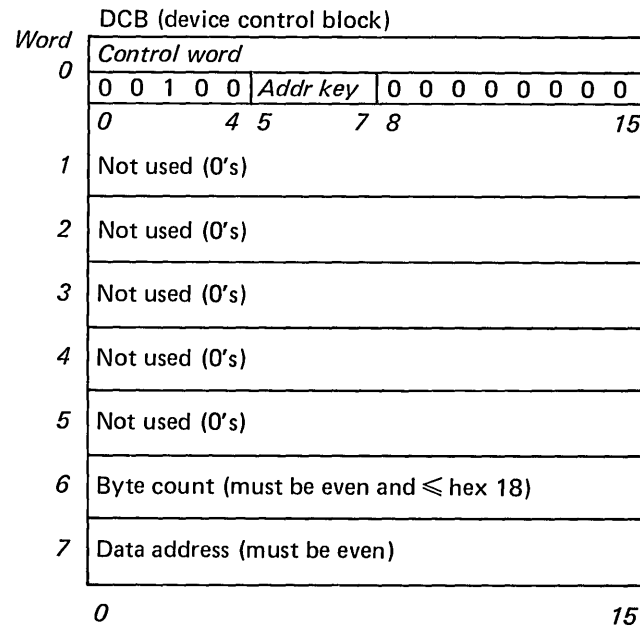 DCB (device control block)
Word
0 Control word
0 0 1 0 0 Addr key 0 0 0 0 0 0 0 0
0 4 5 7 8 15
1 Not used (0's)
2 Not used (0's)
3 Not used (0's)
4 Not used (0's)
5 Not used (0's)
6 Byte count (must be even and ⩽ hex 18)
7 Data address (must be even)
0 15